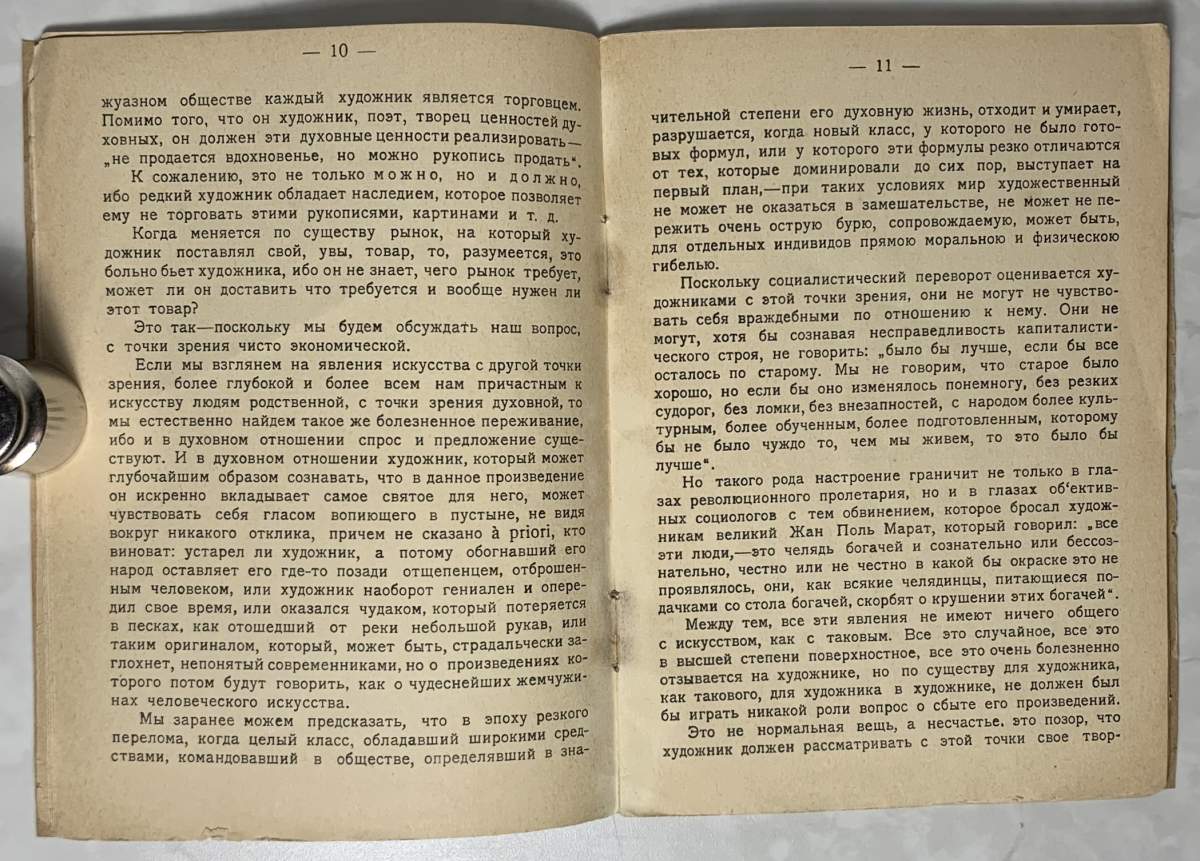 — 10 —
жуазном обществе каждый художник является торговцем.
Помимо того, что он художник, поэт, творец ценностей ду-
ховных, он должен эти духовные ценности реализировать—
„не продается вдохновенье, но можно рукопись продать“.
К сожалению, это не только можно, но и должно,
ибо редкий художник обладает наследием, которое позволяет
ему не торговать этими рукописями, картинами и т. д.
Когда меняется по существу рынок, на который ху-
дожник поставлял свой, увы, товар, то, разумеется, это
больно бьет художника, ибо он не знает, чего рынок требует,
может ли он доставить что требуется и вообще нужен ли
этот товар?
Это так—поскольку мы будем обсуждать наш вопрос,
с точки зрения чисто экономической.
Если мы взглянем на явления искусства с другой точки
зрения, более глубокой и более всем нам причастным к
искусству людям родственной, с точки зрения духовной, то
мы естественно найдем такое же болезненное переживание,
ибо и в духовном отношении спрос и предложение суще-
ствуют. И в духовном отношении художник, который может
глубочайшим образом сознавать, что в данное произведение
он искренно вкладывает самое святое для него, может
чувствовать себя гласом вопиющего в пустыне, не видя
вокруг никакого отклика, причем не сказано à priori, кто
виноват: устарел ли художник, а потому обогнавший его
народ оставляет его где-то позади отщепенцем, отброшен-
ным человеком, или художник наоборот гениален и опере-
дил свое время, или оказался чудаком, который потеряется
в песках, как отошедший от реки небольшой рукав, или
таким оригиналом, который, может быть, страдальчески за-
глохнет, непонятый современниками, но о произведениях ко-
торого потом будут говорить, как о чудеснейших жемчужи-
нах человеческого искусства.
Мы заранее можем предсказать, что в эпоху резкого
перелома, когда целый класс, обладавший широкими сред-
ствами, командовавший в обществе, определявший в зна-
— 11 —
чительной степени его духовную жизнь, отходит и умирает,
разрушается, когда новый класс, у которого не было гото-
вых формул, или у которого эти формулы резко отличаются
от тех, которые доминировали до сих пор, выступает на
первый план,—при таких условиях мир художественный
не может не оказаться в замешательстве, не может не пе-
режить очень острую бурю, сопровождаемую, может быть,
для отдельных индивидов прямою моральною и физическою
гибелью.
Поскольку социалистический переворот оценивается ху-
дожниками с этой точки зрения, они не могут не чувство-
вать себя враждебными по отношению к нему. Они не
могут, хотя бы сознавая несправедливость капиталисти-
ческого строя, не говорить: „было бы лучше, если бы все
осталось по старому. Мы не говорим, что старое было
хорошо, но если бы оно изменялось понемногу, без резких
судорог, без ломки, без внезапностей, с народом более куль-
турным, более обученным, более подготовленным, которому
бы не было чуждо то, чем мы живем, то это было бы
лучше“.
Но такого рода настроение граничит не только в гла-
зах революционного пролетария, но и в глазах об‘ектив-
ных социологов с тем обвинением, которое бросал худож-
никам великий Жан Поль Марат, который говорил: „все
эти люди,—это челядь богачей и сознательно или бессоз-
нательно, честно или не честно в какой бы окраске это не
проявлялось, они, как всякие челядинцы, питающиеся по-
дачками со стола богачей, скорбят о крушении этих богачей“.
Между тем, все эти явления не имеют ничего общего
с искусством, как с таковым. Все это случайное, все это
в высшей степени поверхностное, все это очень болезненно
отзывается на художнике, но по существу для художника,
как такового, для художника в художнике, не должен был
бы играть никакой роли вопрос о сбыте его произведений.
Это не нормальная вещь, а несчастье. это позор, что
художник должен рассматривать с этой точки свое твор-